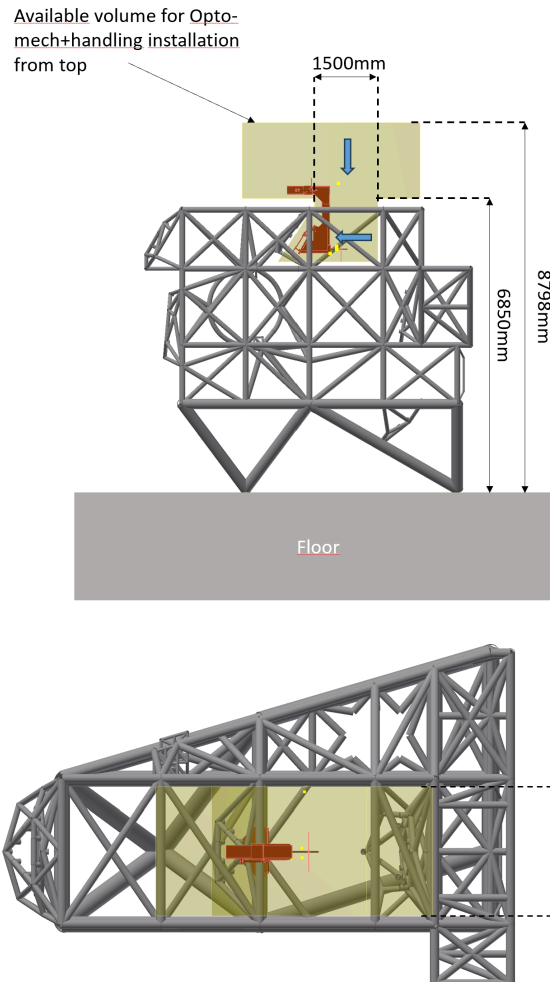 Available volume for Opto-
mech+handling installation
from top
1500mm
8798mm
6850mm
Floor